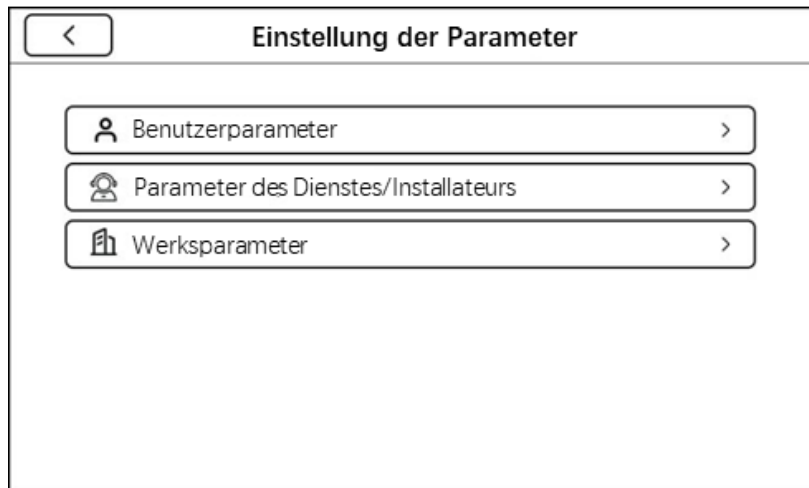 Einstellung der Parameter
Benutzerparameter
Parameter des Dienstes/Installateurs
Werksparameter